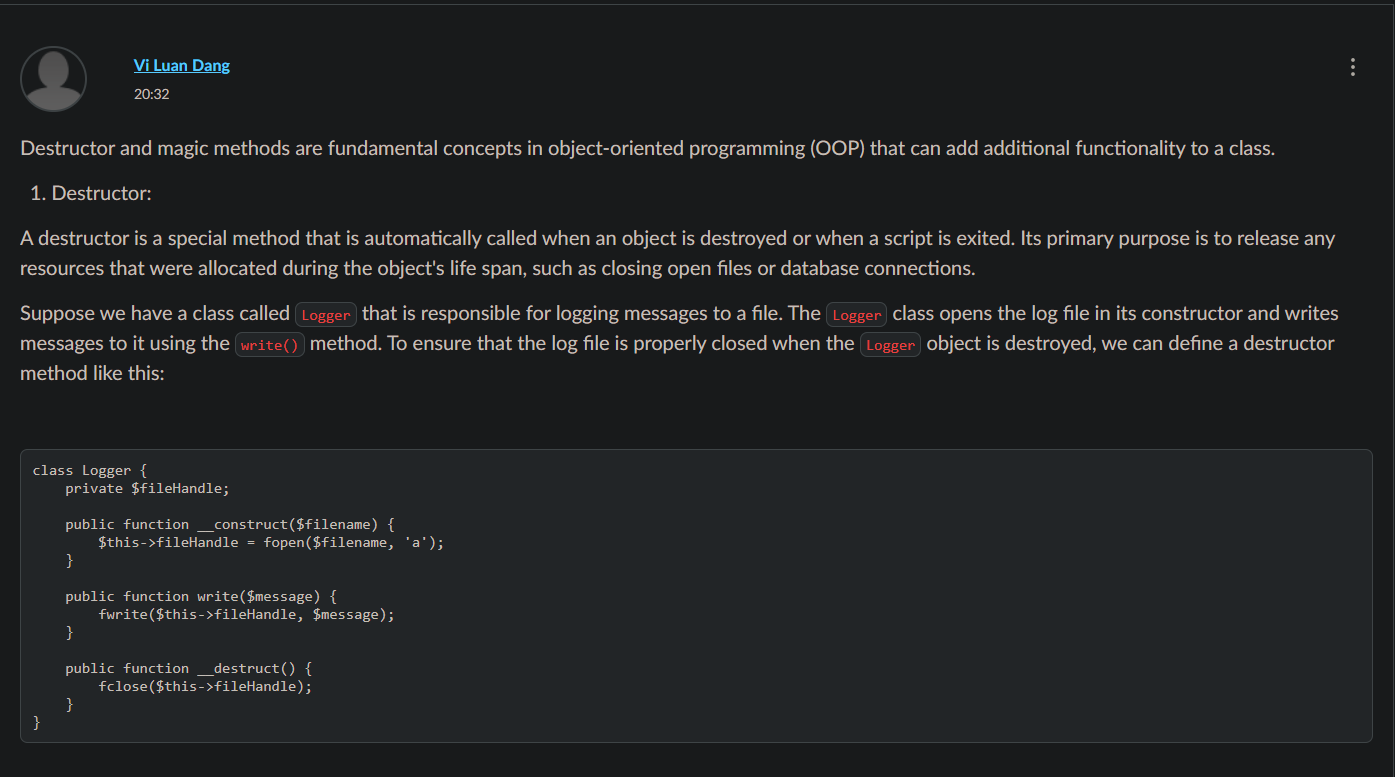 Vi Luan Dang
20:32
Destructor and magic methods are fundamental concepts in object-oriented programming (OOP) that can add additional functionality to a class.
1. Destructor:
A destructor is a special method that is automatically called when an object is destroyed or when a script is exited. Its primary purpose is to release any
resources that were allocated during the object's life span, such as closing open files or database connections.
Suppose we have a class called Logger that is responsible for logging messages to a file. The Logger class opens the log file in its constructor and writes
messages to it using the write() method. To ensure that the log file is properly closed when the Logger object is destroyed, we can define a destructor
method like this:
class Logger {
    private $fileHandle;
    public function __construct($filename) {
        $this->fileHandle = fopen($filename, 'a');
    }
    public function write($message) {
        fwrite($this->fileHandle, $message);
    }
    public function __destruct() {
        fclose($this->fileHandle);
    }
}